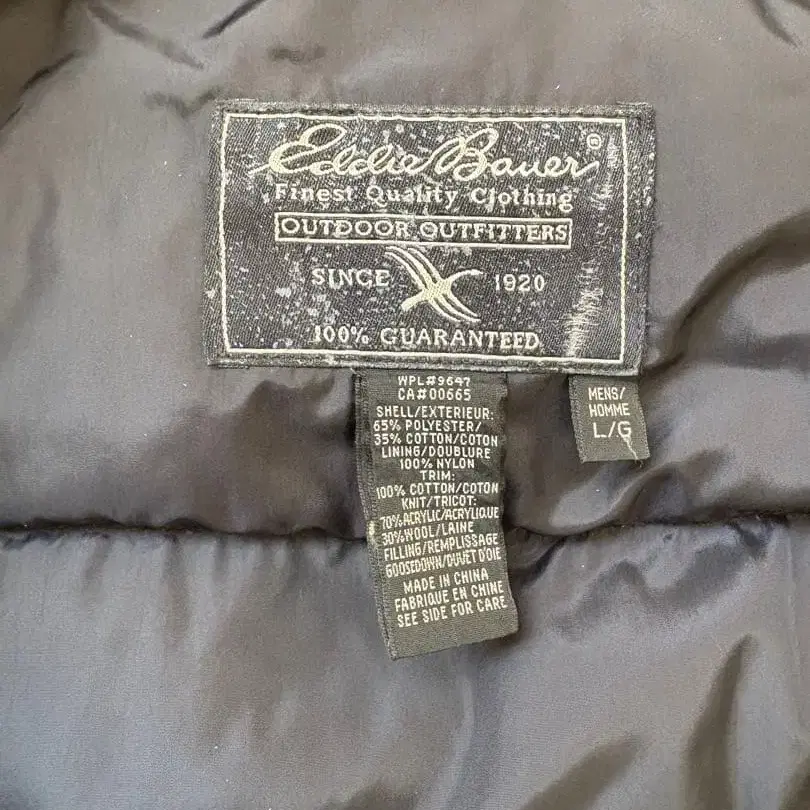 Eddie Bauer®
Finest Quality Clothing
OUTDOOR OUTFITTERS
SINCE 1920
100% GUARANTEED
WPL#9647
CA#00665
SHELL/EXTERIEUR:
65% POLYESTER/
35% COTTON/COTON
LINING/DOUBLURE
100% NYLON
TRIM:
100% COTTON/COTON
KNIT/TRICOT:
70% ACRYLIC/ACRYLIQUE
30% WOOL/LAINE
FILLING/REMPLISSAGE
GOOSEDOWN/DUVET D'OIE
MADE IN CHINA
FABRIQUE EN CHINE
SEE SIDE FOR CARE
MENS/
HOMME
L/G